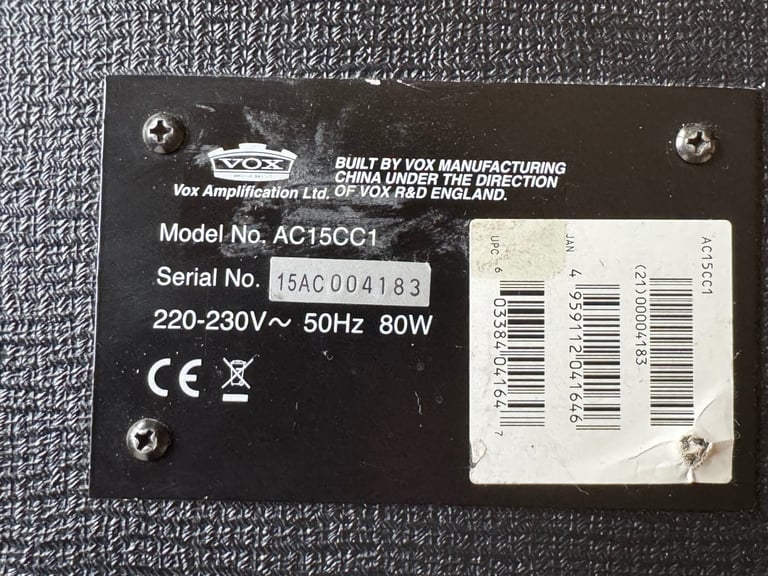 VOX
Vox Amplification Ltd.
BUILT BY VOX MANUFACTURING
CHINA UNDER THE DIRECTION
OF VOX R&D ENGLAND.
Model No. AC15CC1
Serial No. 15AC004183
220-230V~ 50Hz 80W
CE
AC15CC1
(21)00004183
JAN 4 959112 041646
UPC 6 03384 04164 7